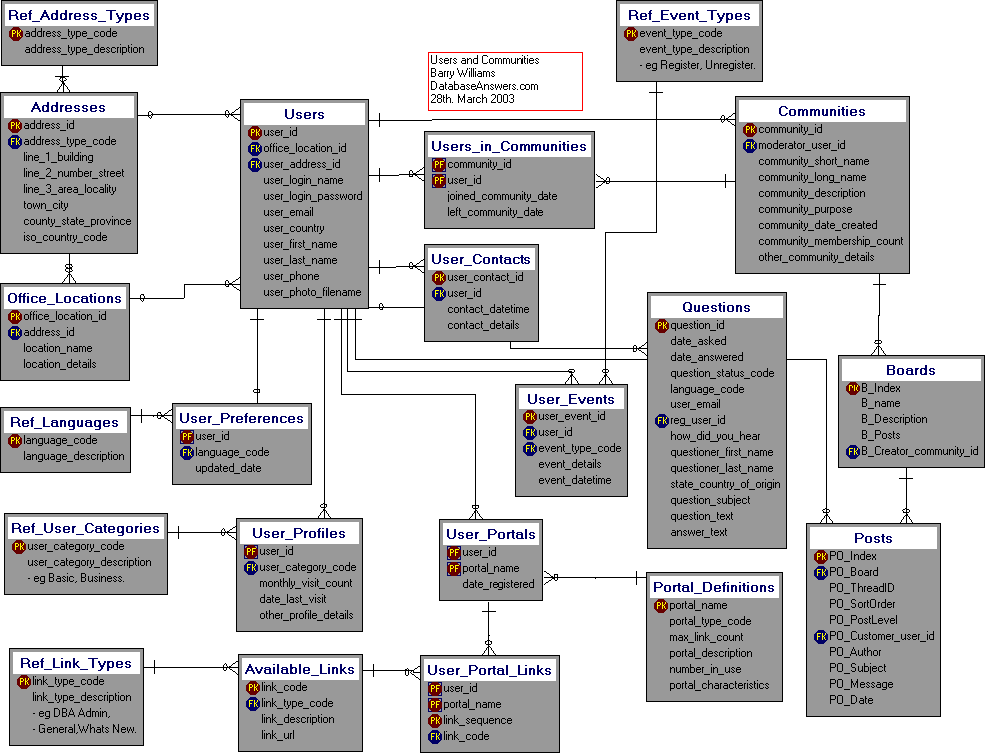 Ref_Address_Types
PK address_type_code
address_type_description
Ref_Event_Types
PK event_type_code
event_type_description
- eg Register, Unregister.
Users and Communities
Barry Williams
DatabaseAnswers.com
28th. March 2003
Addresses
PK address_id
FK address_type_code
line_1_building
line_2_number_street
line_3_area_locality
town_city
county_state_province
iso_country_code
Users
PK user_id
FK office_location_id
FK user_address_id
user_login_name
user_login_password
user_email
user_country
user_first_name
user_last_name
user_phone
user_photo_filename
Users_in_Communities
PF community_id
PF user_id
joined_community_date
left_community_date
Communities
PK community_id
FK moderator_user_id
community_short_name
community_long_name
community_description
community_purpose
community_date_created
community_membership_count
other_community_details
Office_Locations
PK office_location_id
FK address_id
location_name
location_details
User_Contacts
PK user_contact_id
FK user_id
contact_datetime
contact_details
Questions
PK question_id
date_asked
date_answered
question_status_code
language_code
user_email
FK reg_user_id
how_did_you_hear
questioner_first_name
questioner_last_name
state_country_of_origin
question_subject
question_text
answer_text
Boards
PK B_Index
B_name
B_Description
B_Posts
FK B_Creator_community_id
Ref_Languages
PK language_code
language_description
User_Preferences
PF user_id
FK language_code
updated_date
User_Events
PK user_event_id
FK user_id
FK event_type_code
event_details
event_datetime
Ref_User_Categories
PK user_category_code
user_category_description
- eg Basic, Business.
User_Profiles
PF user_id
FK user_category_code
monthly_visit_count
date_last_visit
other_profile_details
User_Portals
PF user_id
PF portal_name
date_registered
Portal_Definitions
PK portal_name
portal_type_code
max_link_count
portal_description
number_in_use
portal_characteristics
Posts
PK PO_Index
FK PO_Board
PO_ThreadID
PO_SortOrder
PO_PostLevel
FK PO_Customer_user_id
PO_Author
PO_Subject
PO_Message
PO_Date
Ref_Link_Types
PK link_type_code
link_type_description
- eg DBA Admin,
- General,Whats New.
Available_Links
PK link_code
FK link_type_code
link_description
link_url
User_Portal_Links
PF user_id
PF portal_name
PK link_sequence
FK link_code